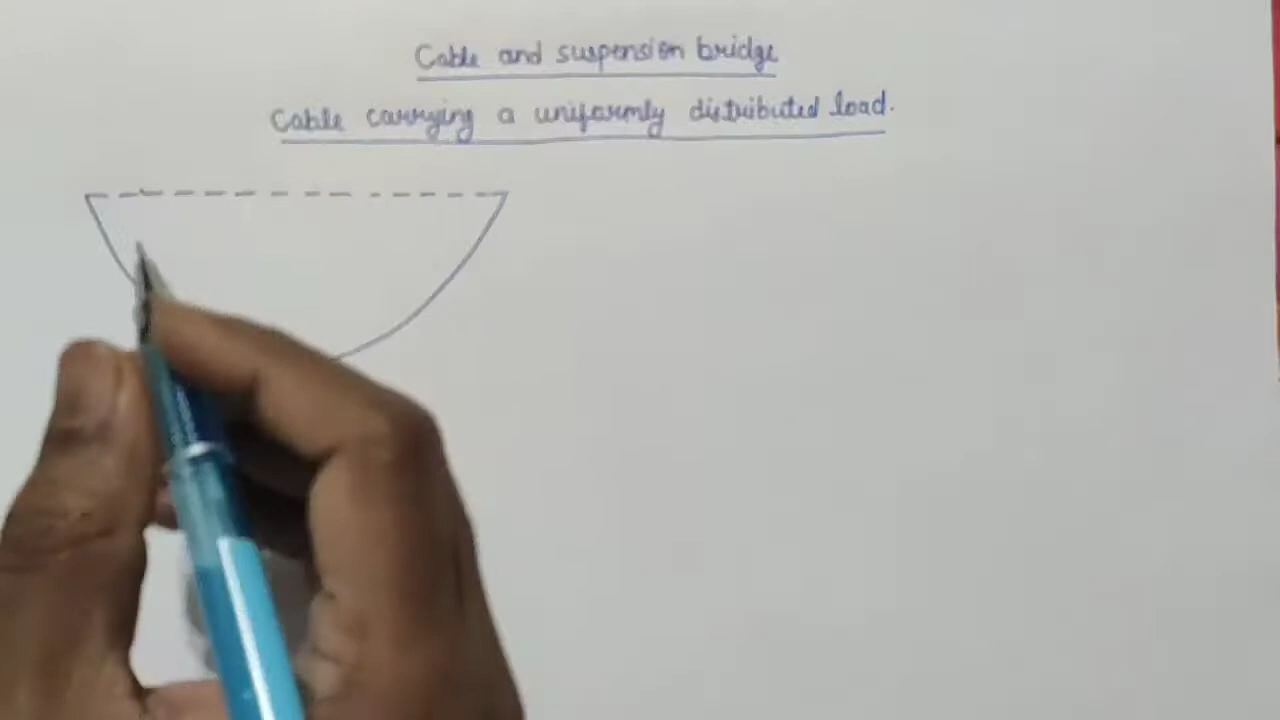 Cable and suspension bridge
Cable carrying a uniformly distributed load.